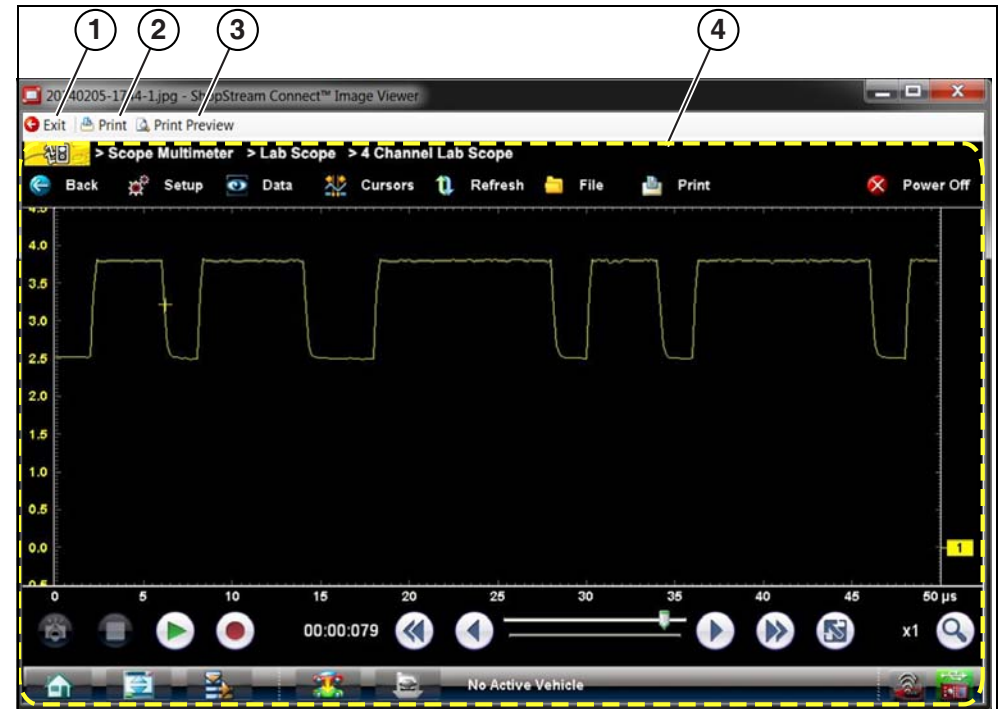 1 2 3 4
20140205-1744-1.jpg - ShopStream Connect™ Image Viewer
Exit Print Print Preview
> Scope Multimeter > Lab Scope > 4 Channel Lab Scope
Back Setup Data Cursors Refresh File Print Power Off
4.5
4.0
3.5
3.0
2.5
2.0
1.5
1.0
0.5
0.0 1
0 5 10 15 20 25 30 35 40 45 50 µs
00:00:079 x1
No Active Vehicle